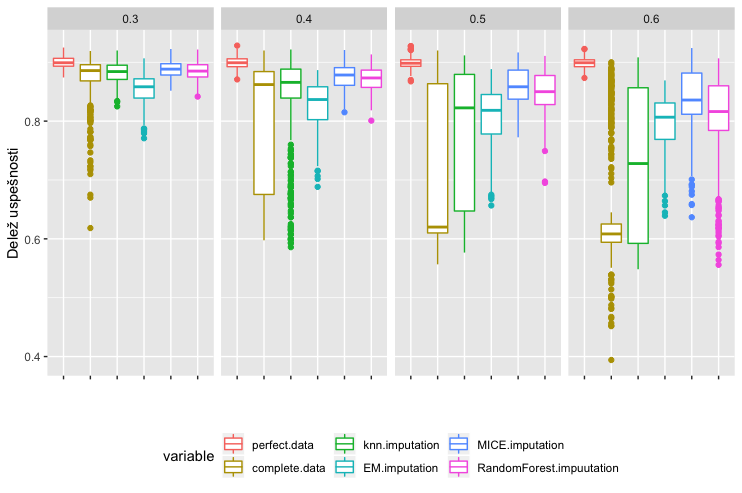 0.3 0.4 0.5 0.6
Delež uspešnosti
0.8
0.6
0.4
variable
perfect.data knn.imputation MICE.imputation
complete.data EM.imputation RandomForest.impuutation